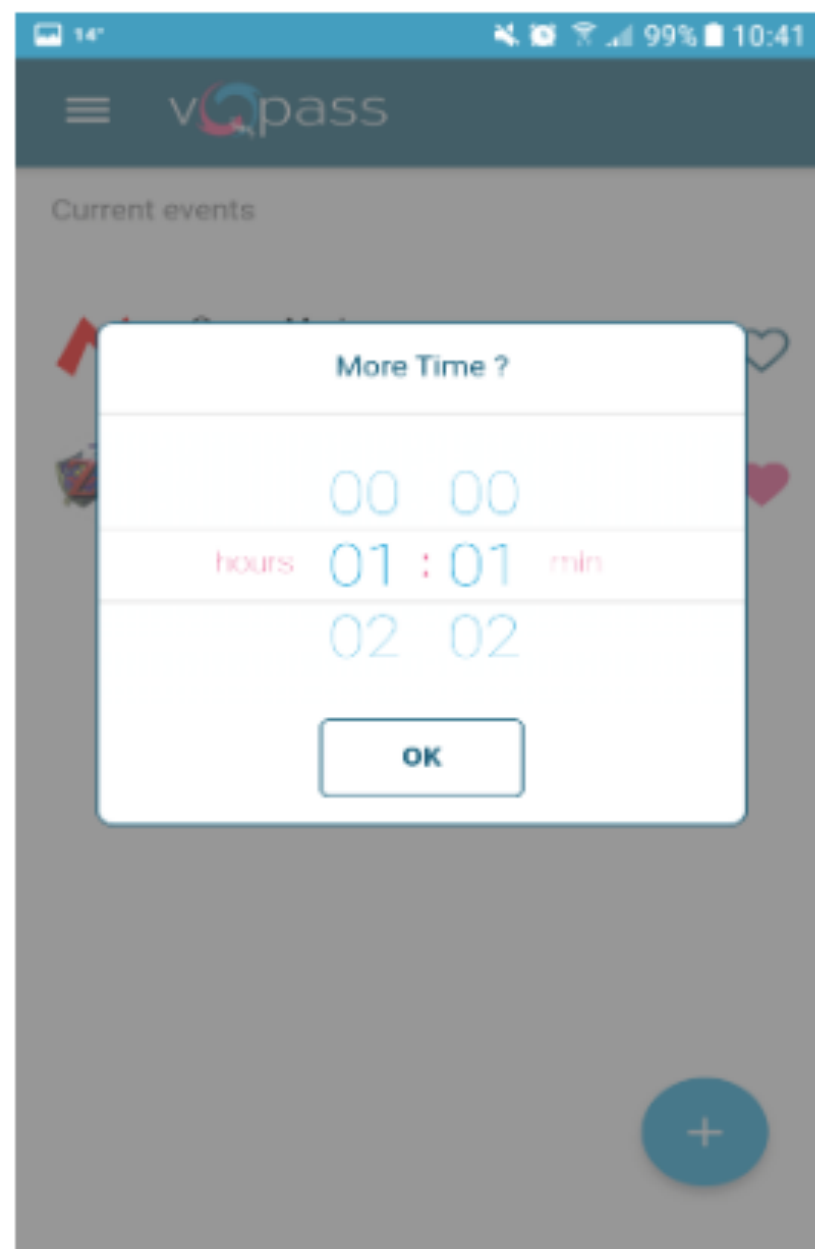 14° 99% 10:41
vQpass
Current events
More Time ?
00 00
hours 01 : 01 min
02 02
OK
+